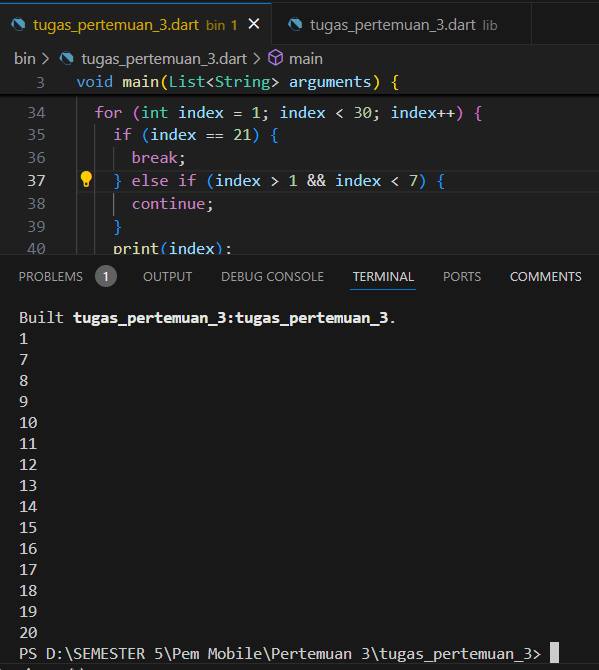 tugas_pertemuan_3.dart bin 1 tugas_pertemuan_3.dart lib
bin > tugas_pertemuan_3.dart > main
3 void main(List<String> arguments) {
34 for (int index = 1; index < 30; index++) {
35 if (index == 21) {
36 break;
37 } else if (index > 1 && index < 7) {
38 continue;
39 }
40 print(index);
PROBLEMS 1 OUTPUT DEBUG CONSOLE TERMINAL PORTS COMMENTS
Built tugas_pertemuan_3:tugas_pertemuan_3.
1
7
8
9
10
11
12
13
14
15
16
17
18
19
20
PS D:\SEMESTER 5\Pem Mobile\Pertemuan 3\tugas_pertemuan_3>